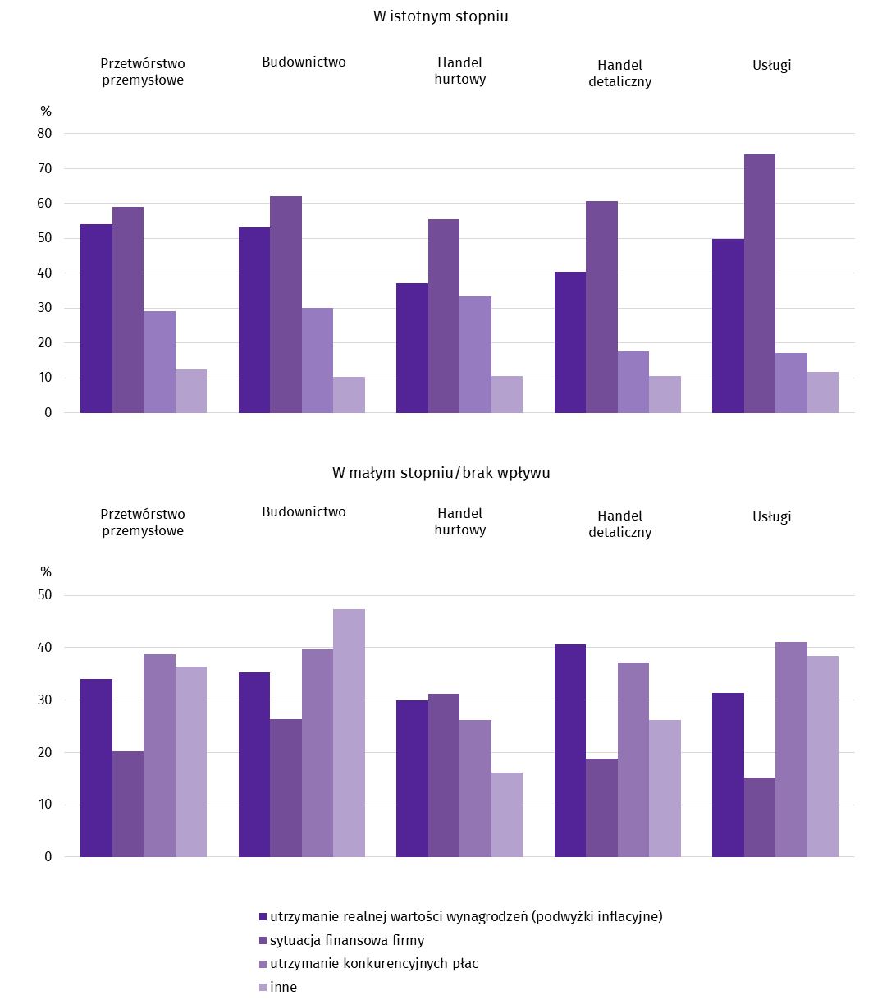 W istotnym stopniu
Przetwórstwo
przemysłowe
Budownictwo
Handel
hurtowy
Handel
detaliczny
Usługi
%
80
70
60
50
40
30
20
10
0
W małym stopniu/brak wpływu
Przetwórstwo
przemysłowe
Budownictwo
Handel
hurtowy
Handel
detaliczny
Usługi
%
50
40
30
20
10
0
utrzymanie realnej wartości wynagrodzeń (podwyżki inflacyjne)
sytuacja finansowa firmy
utrzymanie konkurencyjnych płac
inne